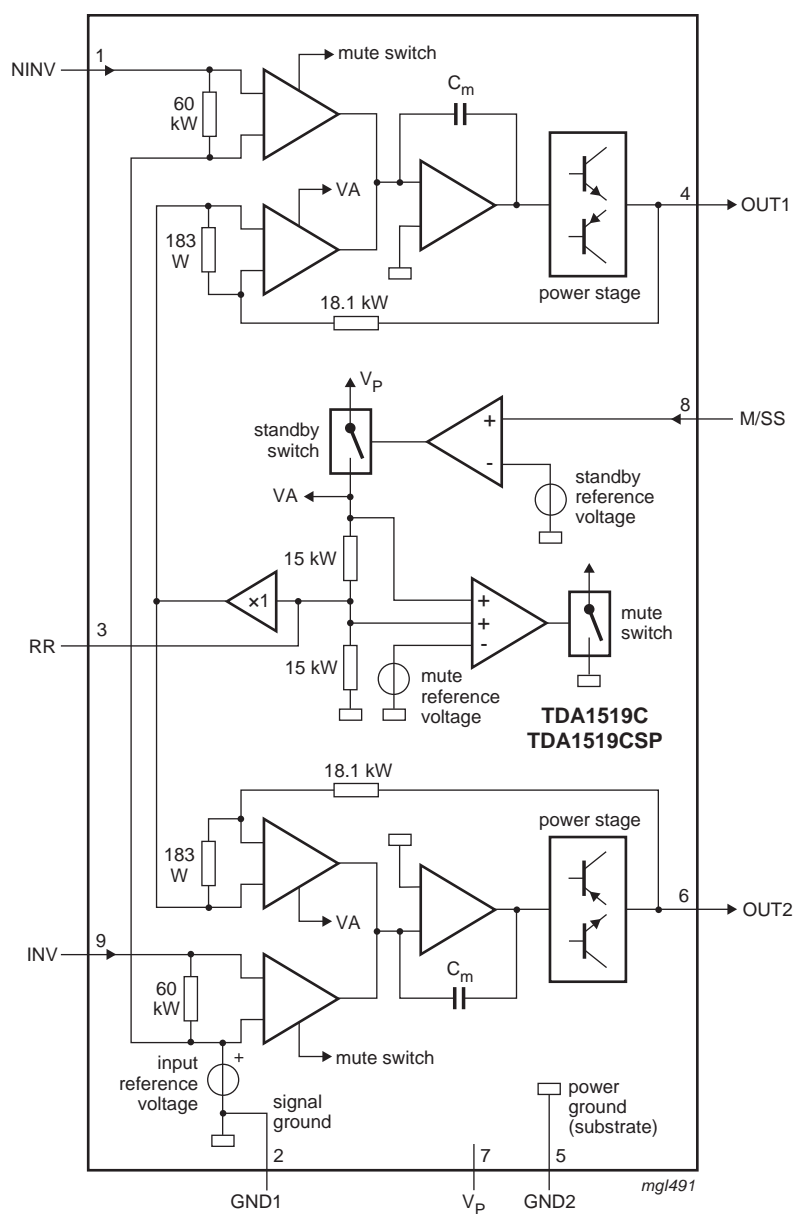 1
NINV
mute switch
60
kW
C
m
VA
183
W
18.1 kW
4
OUT1
power stage
V
P
standby
switch
+
-
8
M/SS
standby
reference
voltage
VA
15 kW
×1
3
RR
15 kW
+
+
-
mute
switch
mute
reference
voltage
TDA1519C
TDA1519CSP
18.1 kW
183
W
power stage
6
OUT2
VA
9
INV
60
kW
C
m
mute switch
input
reference
voltage
+
signal
ground
power
ground
(substrate)
2
7
5
GND1
V
P
GND2
mgl491